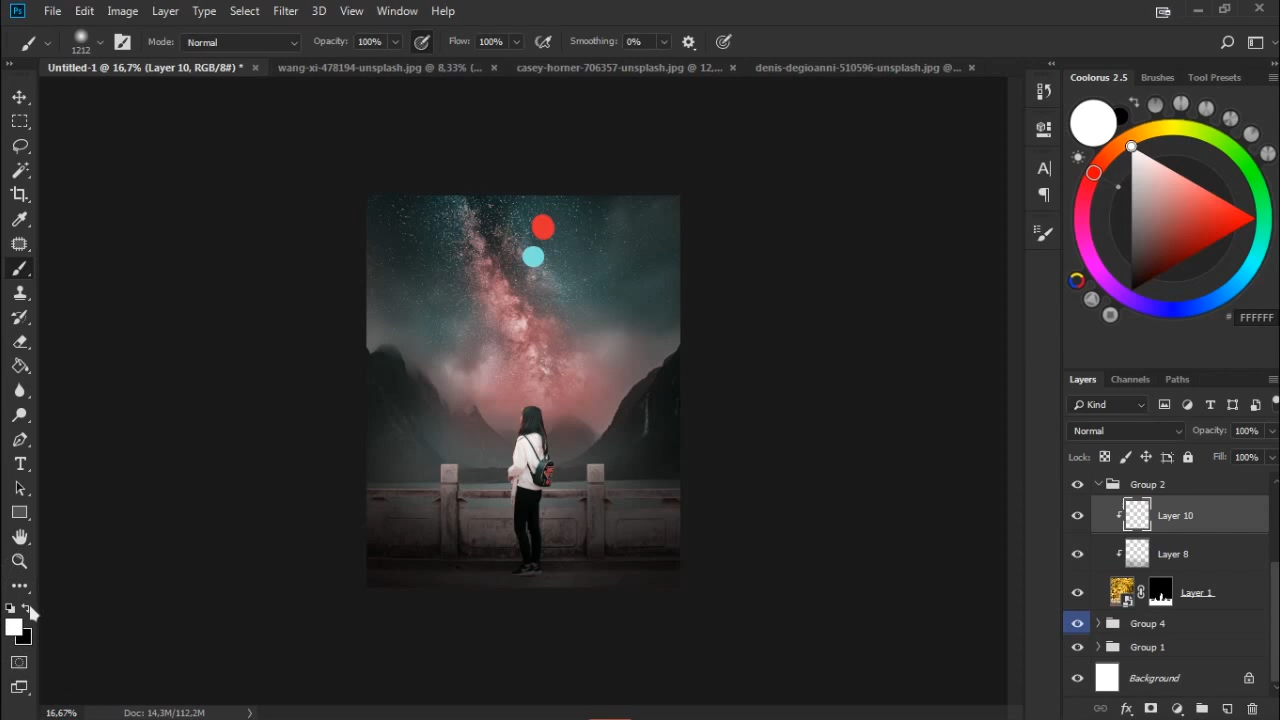 Ps File Edit Image Layer Type Select Filter 3D View Window Help
1212 Mode: Normal Opacity: 100% Flow: 100% Smoothing: 0%
Untitled-1 @ 16,7% (Layer 10, RGB/8#) * wang-xi-478194-unsplash.jpg @ 8,33% (... casey-horner-706357-unsplash.jpg @ 12,... denis-degioanni-510596-unsplash.jpg @...
Coolorus 2.5 Brushes Tool Presets
# FFFFFF
Layers Channels Paths
Kind
Normal Opacity: 100%
Lock: Fill: 100%
Group 2
Layer 10
Layer 8
Layer 1
Group 4
Group 1
Background
16,67% Doc: 14,3M/112,2M